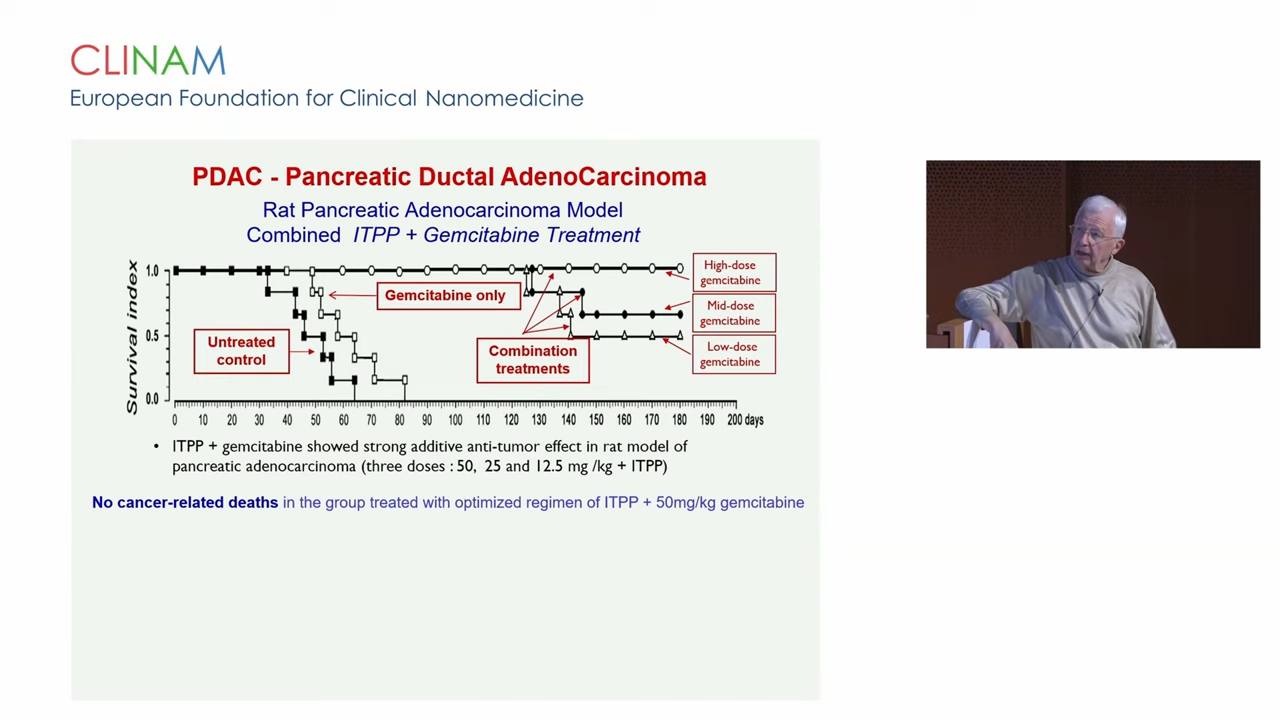 CLINAM
European Foundation for Clinical Nanomedicine
PDAC - Pancreatic Ductal AdenoCarcinoma
Rat Pancreatic Adenocarcinoma Model
Combined ITPP + Gemcitabine Treatment
Survival index
1.0
0.5
0.0
Gemcitabine only
Untreated
control
Combination
treatments
High-dose
gemcitabine
Mid-dose
gemcitabine
Low-dose
gemcitabine
0 10 20 30 40 50 60 70 80 90 100 110 120 130 140 150 160 170 180 190 200 days
• ITPP + gemcitabine showed strong additive anti-tumor effect in rat model of
pancreatic adenocarcinoma (three doses : 50, 25 and 12.5 mg /kg + ITPP)
No cancer-related deaths in the group treated with optimized regimen of ITPP + 50mg/kg gemcitabine